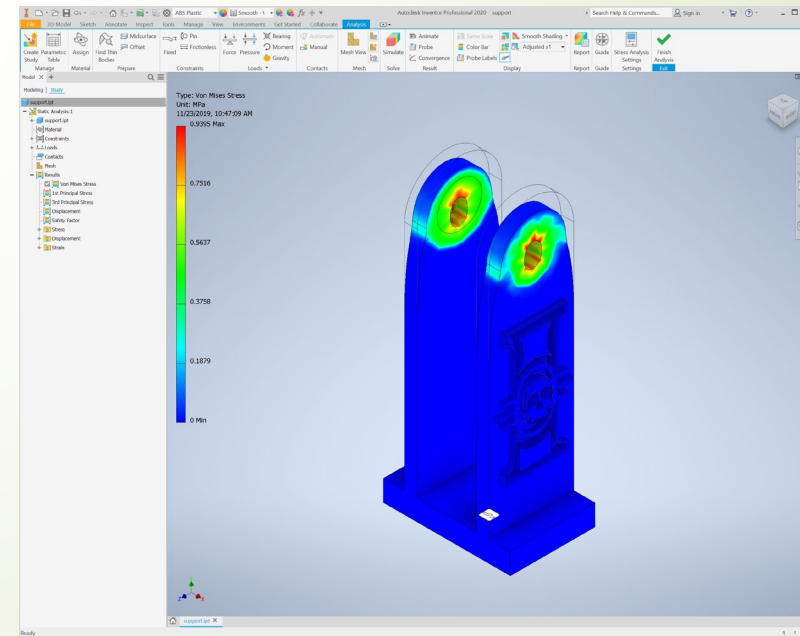 ABS Plastic
Smooth
Autodesk Inventor Professional 2020 support
Search Help & Commands...
Sign in
File 3D Model Sketch Annotate Inspect Tools Manage View Environments Get Started Collaborate Analysis
Create Study
Parametric Table
Assign
Find Thin Bodies
Midsurface
Offset
Fixed
Pin
Frictionless
Force
Pressure
Bearing
Moment
Gravity
Automatic
Manual
Mesh View
Simulate
Animate
Probe
Convergence
Same Scale
Color Bar
Probe Labels
Smooth Shading
Adjusted x1
Report
Guide
Stress Analysis Settings
Finish Analysis
Manage Material Prepare Constraints Loads Contacts Mesh Solve Result Display Report Guide Settings Exit
Model
Modeling Study
support.ipt
Static Analysis:1
support.ipt
Material
Constraints
Loads
Contacts
Mesh
Results
Von Mises Stress
1st Principal Stress
3rd Principal Stress
Displacement
Safety Factor
Stress
Displacement
Strain
Type: Von Mises Stress
Unit: MPa
11/23/2019, 10:47:09 AM
0.9395 Max
0.7516
0.5637
0.3758
0.1879
0 Min
Z
X
support.ipt
Ready
1 1